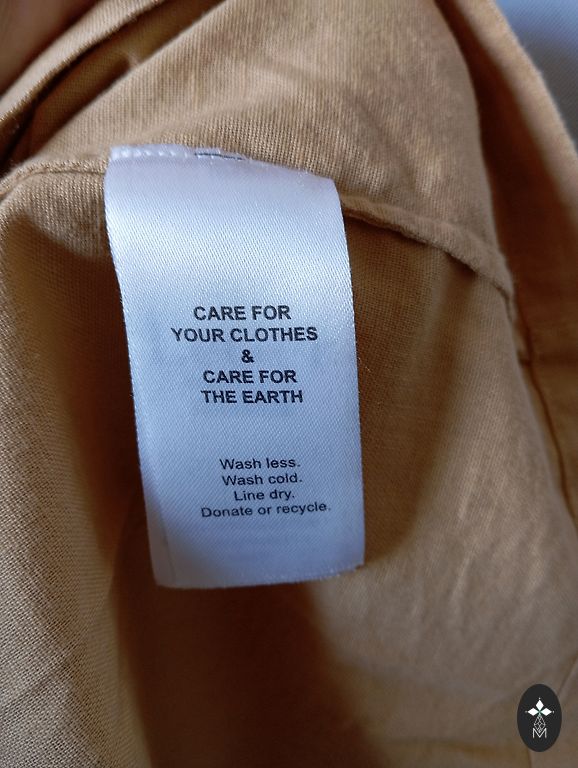 CARE FOR
YOUR CLOTHES
&
CARE FOR
THE EARTH
Wash less.
Wash cold.
Line dry.
Donate or recycle.
M